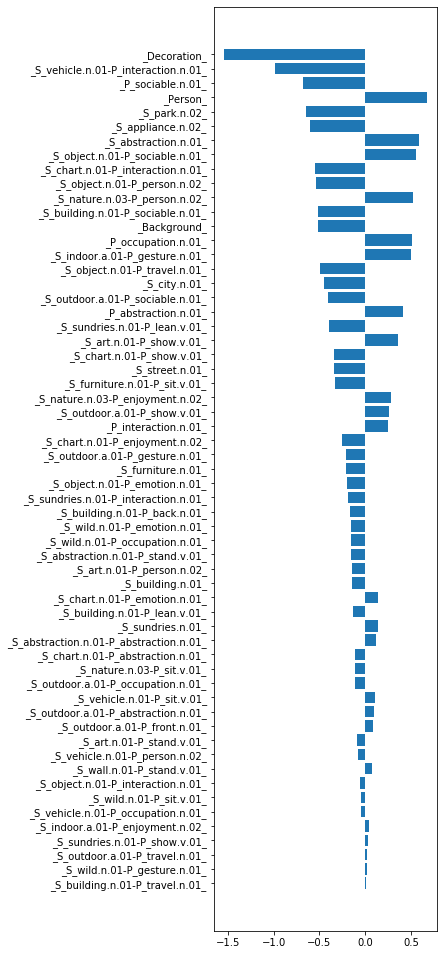 _Decoration_
_S_vehicle.n.01-P_interaction.n.01_
_P_sociable.n.01_
_Person_
_S_park.n.02_
_S_appliance.n.02_
_S_abstraction.n.01_
_S_object.n.01-P_sociable.n.01_
_S_chart.n.01-P_interaction.n.01_
_S_object.n.01-P_person.n.02_
_S_nature.n.03-P_person.n.02_
_S_building.n.01-P_sociable.n.01_
_Background_
_P_occupation.n.01_
_S_indoor.a.01-P_gesture.n.01_
_S_object.n.01-P_travel.n.01_
_S_city.n.01_
_S_outdoor.a.01-P_sociable.n.01_
_P_abstraction.n.01_
_S_sundries.n.01-P_lean.v.01_
_S_art.n.01-P_show.v.01_
_S_chart.n.01-P_show.v.01_
_S_street.n.01_
_S_furniture.n.01-P_sit.v.01_
_S_nature.n.03-P_enjoyment.n.02_
_S_outdoor.a.01-P_show.v.01_
_P_interaction.n.01_
_S_chart.n.01-P_enjoyment.n.02_
_S_outdoor.a.01-P_gesture.n.01_
_S_furniture.n.01_
_S_object.n.01-P_emotion.n.01_
_S_sundries.n.01-P_interaction.n.01_
_S_building.n.01-P_back.n.01_
_S_wild.n.01-P_emotion.n.01_
_S_wild.n.01-P_occupation.n.01_
_S_abstraction.n.01-P_stand.v.01_
_S_art.n.01-P_person.n.02_
_S_building.n.01_
_S_chart.n.01-P_emotion.n.01_
_S_building.n.01-P_lean.v.01_
_S_sundries.n.01_
_S_abstraction.n.01-P_abstraction.n.01_
_S_chart.n.01-P_abstraction.n.01_
_S_nature.n.03-P_sit.v.01_
_S_outdoor.a.01-P_occupation.n.01_
_S_vehicle.n.01-P_sit.v.01_
_S_outdoor.a.01-P_abstraction.n.01_
_S_outdoor.a.01-P_front.n.01_
_S_art.n.01-P_stand.v.01_
_S_vehicle.n.01-P_person.n.02_
_S_wall.n.01-P_stand.v.01_
_S_object.n.01-P_interaction.n.01_
_S_wild.n.01-P_sit.v.01_
_S_vehicle.n.01-P_occupation.n.01_
_S_indoor.a.01-P_enjoyment.n.02_
_S_sundries.n.01-P_show.v.01_
_S_outdoor.a.01-P_travel.n.01_
_S_wild.n.01-P_gesture.n.01_
_S_building.n.01-P_travel.n.01_
−1.5 −1.0 −0.5 0.0 0.5